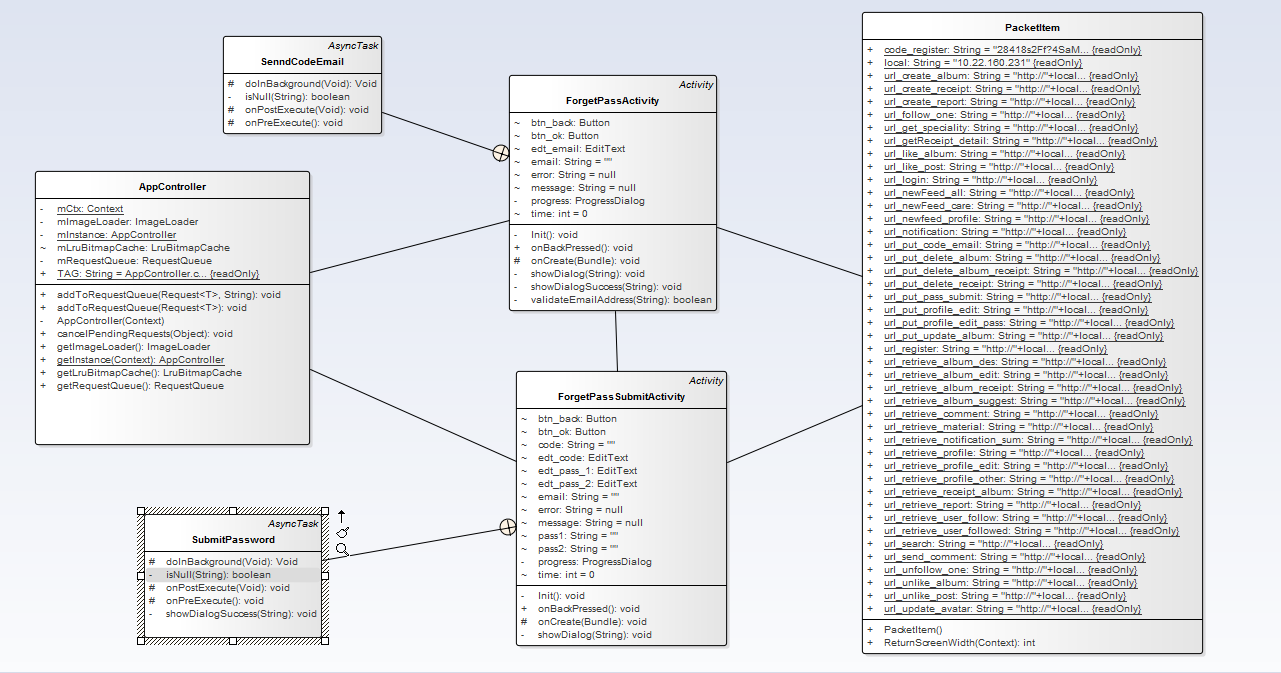 AsyncTask
SenndCodeEmail
# doInBackground(Void): Void
- isNull(String): boolean
# onPostExecute(Void): void
# onPreExecute(): void
Activity
ForgetPassActivity
~ btn_back: Button
~ btn_ok: Button
~ edt_email: EditText
~ email: String = ""
~ error: String = null
~ message: String = null
- progress: ProgressDialog
~ time: int = 0
- Init(): void
+ onBackPressed(): void
# onCreate(Bundle): void
- showDialog(String): void
- showDialogSuccess(String): void
- validateEmailAddress(String): boolean
AppController
- mCtx: Context
- mImageLoader: ImageLoader
- mInstance: AppController
~ mLruBitmapCache: LruBitmapCache
- mRequestQueue: RequestQueue
+ TAG: String = AppController.c... {readOnly}
+ addToRequestQueue(Request<T>, String): void
+ addToRequestQueue(Request<T>): void
- AppController(Context)
+ cancelPendingRequests(Object): void
+ getImageLoader(): ImageLoader
+ getInstance(Context): AppController
+ getLruBitmapCache(): LruBitmapCache
+ getRequestQueue(): RequestQueue
Activity
ForgetPassSubmitActivity
~ btn_back: Button
~ btn_ok: Button
~ code: String = ""
~ edt_code: EditText
~ edt_pass_1: EditText
~ edt_pass_2: EditText
~ email: String = ""
~ error: String = null
~ message: String = null
~ pass1: String = ""
~ pass2: String = ""
- progress: ProgressDialog
~ time: int = 0
- Init(): void
+ onBackPressed(): void
# onCreate(Bundle): void
- showDialog(String): void
AsyncTask
SubmitPassword
# doInBackground(Void): Void
- isNull(String): boolean
# onPostExecute(Void): void
# onPreExecute(): void
- showDialogSuccess(String): void
PacketItem
+ code_register: String = "28418s2Ff?4SaM... {readOnly}
+ local: String = "10.22.160.231" {readOnly}
+ url_create_album: String = "http://"+local... {readOnly}
+ url_create_receipt: String = "http://"+local... {readOnly}
+ url_create_report: String = "http://"+local... {readOnly}
+ url_follow_one: String = "http://"+local... {readOnly}
+ url_get_speciality: String = "http://"+local... {readOnly}
+ url_getReceipt_detail: String = "http://"+local... {readOnly}
+ url_like_album: String = "http://"+local... {readOnly}
+ url_like_post: String = "http://"+local... {readOnly}
+ url_login: String = "http://"+local... {readOnly}
+ url_newFeed_all: String = "http://"+local... {readOnly}
+ url_newFeed_care: String = "http://"+local... {readOnly}
+ url_newfeed_profile: String = "http://"+local... {readOnly}
+ url_notification: String = "http://"+local... {readOnly}
+ url_put_code_email: String = "http://"+local... {readOnly}
+ url_put_delete_album: String = "http://"+local... {readOnly}
+ url_put_delete_album_receipt: String = "http://"+local... {readOnly}
+ url_put_delete_receipt: String = "http://"+local... {readOnly}
+ url_put_pass_submit: String = "http://"+local... {readOnly}
+ url_put_profile_edit: String = "http://"+local... {readOnly}
+ url_put_profile_edit_pass: String = "http://"+local... {readOnly}
+ url_put_update_album: String = "http://"+local... {readOnly}
+ url_register: String = "http://"+local... {readOnly}
+ url_retrieve_album_des: String = "http://"+local... {readOnly}
+ url_retrieve_album_edit: String = "http://"+local... {readOnly}
+ url_retrieve_album_receipt: String = "http://"+local... {readOnly}
+ url_retrieve_album_suggest: String = "http://"+local... {readOnly}
+ url_retrieve_comment: String = "http://"+local... {readOnly}
+ url_retrieve_material: String = "http://"+local... {readOnly}
+ url_retrieve_notification_sum: String = "http://"+local... {readOnly}
+ url_retrieve_profile: String = "http://"+local... {readOnly}
+ url_retrieve_profile_edit: String = "http://"+local... {readOnly}
+ url_retrieve_profile_other: String = "http://"+local... {readOnly}
+ url_retrieve_receipt_album: String = "http://"+local... {readOnly}
+ url_retrieve_report: String = "http://"+local... {readOnly}
+ url_retrieve_user_follow: String = "http://"+local... {readOnly}
+ url_retrieve_user_followed: String = "http://"+local... {readOnly}
+ url_search: String = "http://"+local... {readOnly}
+ url_send_comment: String = "http://"+local... {readOnly}
+ url_unfollow_one: String = "http://"+local... {readOnly}
+ url_unlike_album: String = "http://"+local... {readOnly}
+ url_unlike_post: String = "http://"+local... {readOnly}
+ url_update_avatar: String = "http://"+local... {readOnly}
+ PacketItem()
+ ReturnScreenWidth(Context): int